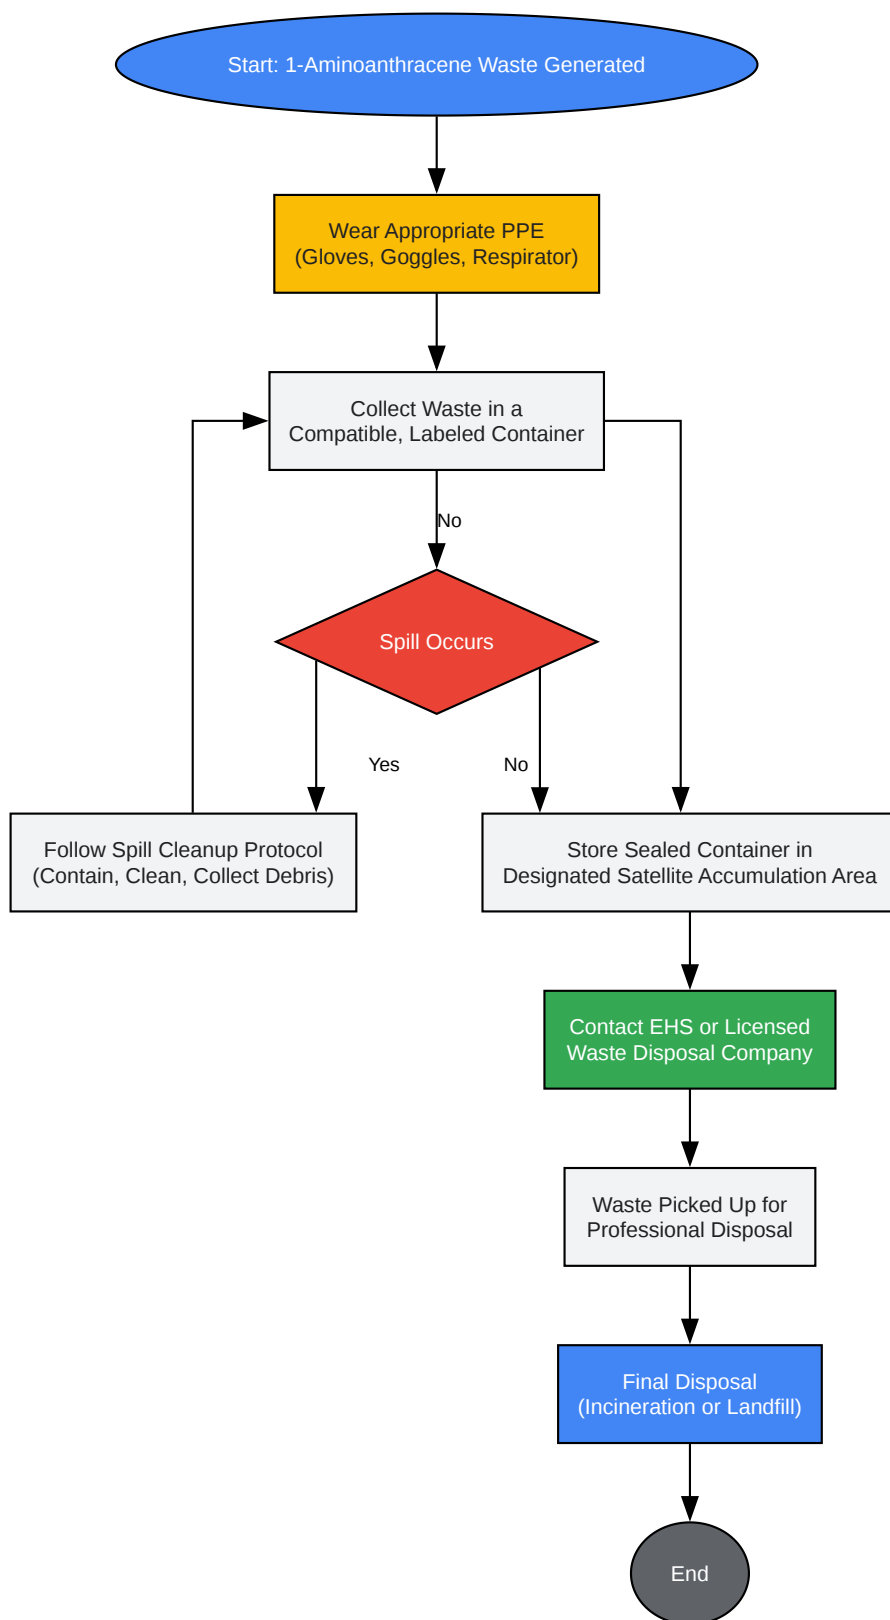 Start: 1-Aminoanthracene Waste Generated
Wear Appropriate PPE
(Gloves, Goggles, Respirator)
Collect Waste in a
Compatible, Labeled Container
No
Spill Occurs
Yes
No
Follow Spill Cleanup Protocol
(Contain, Clean, Collect Debris)
Store Sealed Container in
Designated Satellite Accumulation Area
Contact EHS or Licensed
Waste Disposal Company
Waste Picked Up for
Professional Disposal
Final Disposal
(Incineration or Landfill)
End